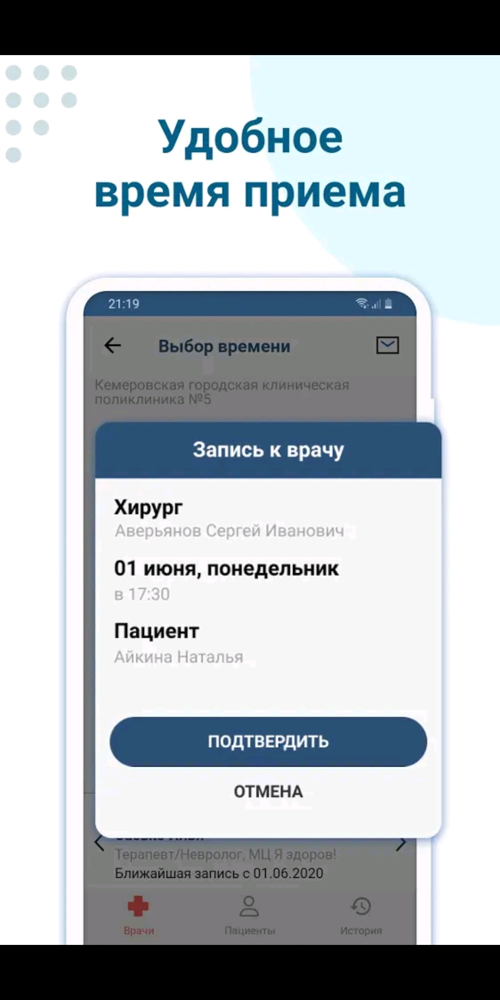 Удобное
время приема
21:19
Выбор времени
Кемеровская городская клиническая
поликлиника №5
Запись к врачу
Хирург
Аверьянов Сергей Иванович
01 июня, понедельник
в 17:30
Пациент
Айкина Наталья
ПОДТВЕРДИТЬ
ОТМЕНА
Терапевт/Невролог, МЦ Я здоров!
Ближайшая запись с 01.06.2020
Врачи
Пациенты
История